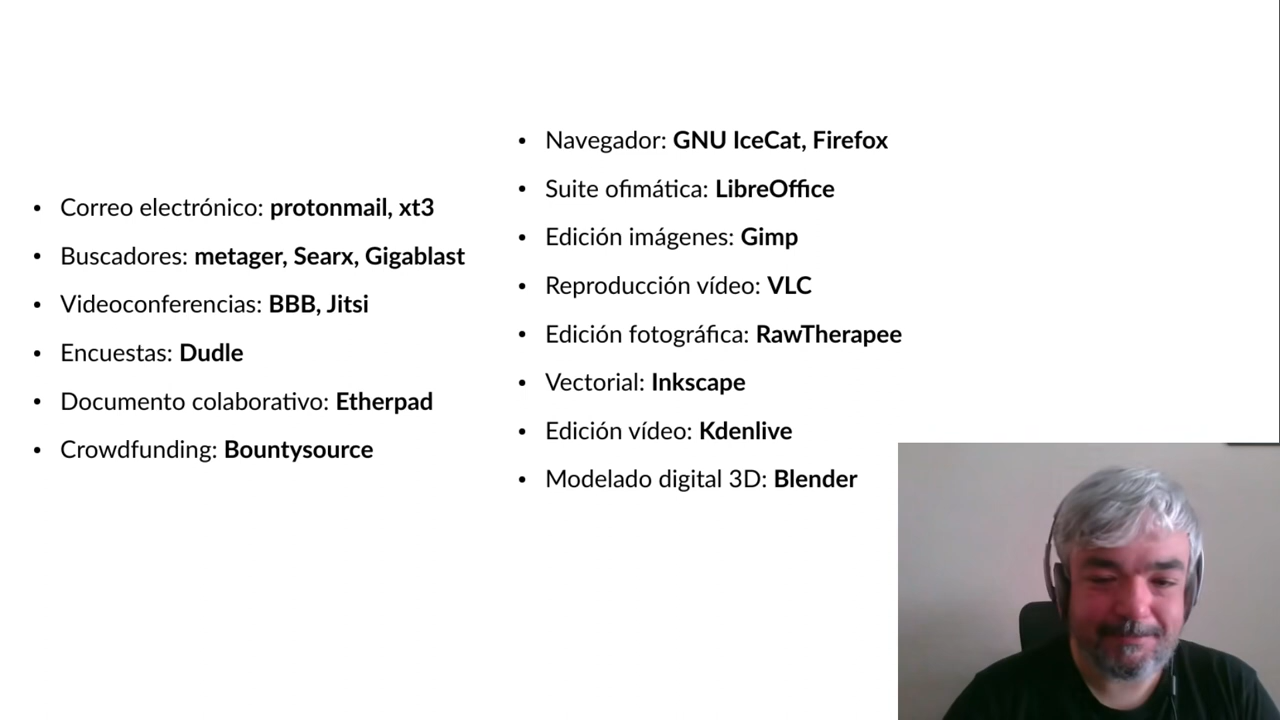 • Correo electrónico: protonmail, xt3
• Buscadores: metager, Searx, Gigablast
• Videoconferencias: BBB, Jitsi
• Encuestas: Dudle
• Documento colaborativo: Etherpad
• Crowdfunding: Bountysource
• Navegador: GNU IceCat, Firefox
• Suite ofimática: LibreOffice
• Edición imágenes: Gimp
• Reproducción vídeo: VLC
• Edición fotográfica: RawTherapee
• Vectorial: Inkscape
• Edición vídeo: Kdenlive
• Modelado digital 3D: Blender